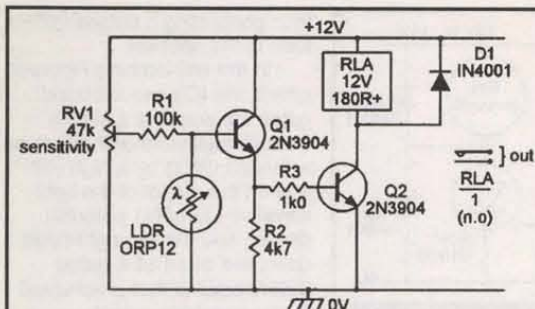 +12V
RLA
12V
180R+
D1
IN4001
RV1
47k
sensitivity
R1
100k
Q1
2N3904
R3
1k0
Q2
2N3904
out
RLA
1
(n.o)
λ
LDR
ORP12
R2
4k7
0V